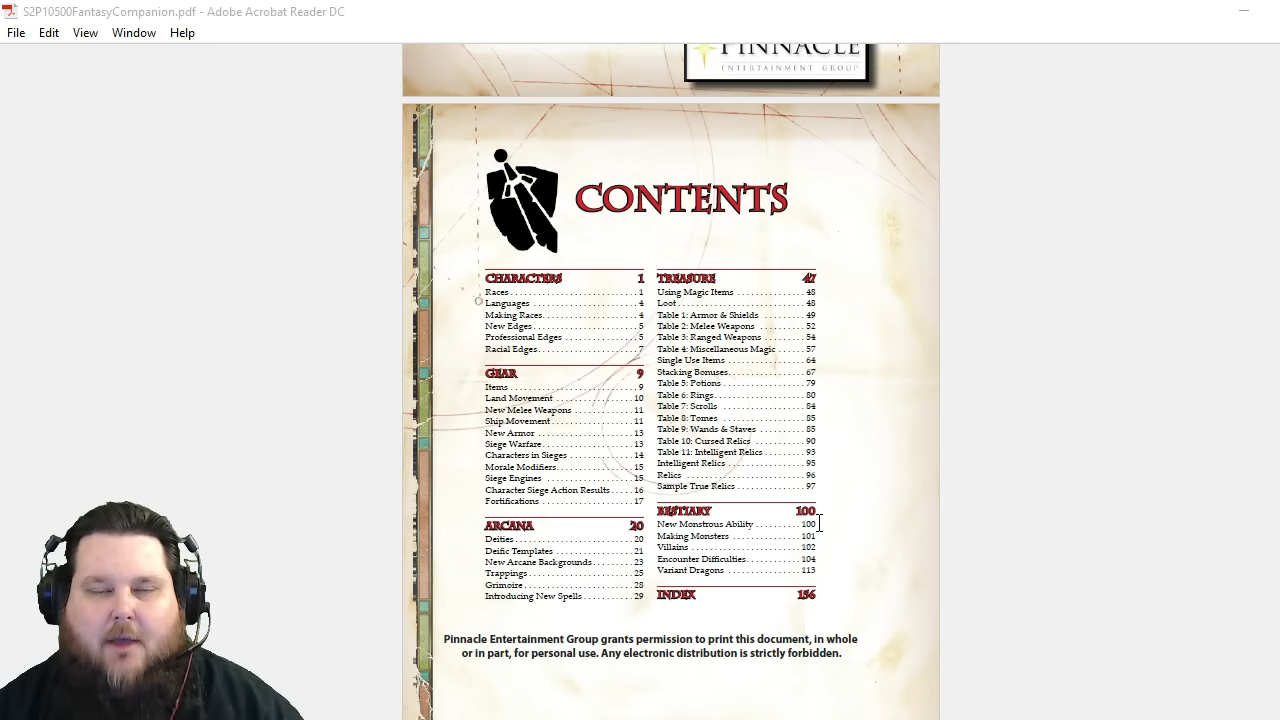 S2P10500FantasyCompanion.pdf - Adobe Acrobat Reader DC
File Edit View Window Help
PINNACLE
ENTERTAINMENT GROUP
CONTENTS
CHARACTERS 1
Races 1
Languages 4
Making Races 4
New Edges 5
Professional Edges 5
Racial Edges 7
GEAR 9
Items 9
Land Movement 10
New Melee Weapons 11
Ship Movement 11
New Armor 13
Siege Warfare 13
Characters in Sieges 14
Morale Modifiers 15
Siege Engines 15
Character Siege Action Results 16
Fortifications 17
ARCANA 20
Deities 20
Deific Templates 21
New Arcane Backgrounds 23
Trappings 25
Grimoire 28
Introducing New Spells 29
TREASURE 47
Using Magic Items 48
Loot 48
Table 1: Armor & Shields 49
Table 2: Melee Weapons 52
Table 3: Ranged Weapons 54
Table 4: Miscellaneous Magic 57
Single Use Items 64
Stacking Bonuses 67
Table 5: Potions 79
Table 6: Rings 80
Table 7: Scrolls 84
Table 8: Tomes 85
Table 9: Wands & Staves 85
Table 10: Cursed Relics 90
Table 11: Intelligent Relics 93
Intelligent Relics 95
Relics 96
Sample True Relics 97
BESTIARY 100
New Monstrous Ability 100
Making Monsters 101
Villains 102
Encounter Difficulties 104
Variant Dragons 113
INDEX 156
Pinnacle Entertainment Group grants permission to print this document, in whole
or in part, for personal use. Any electronic distribution is strictly forbidden.